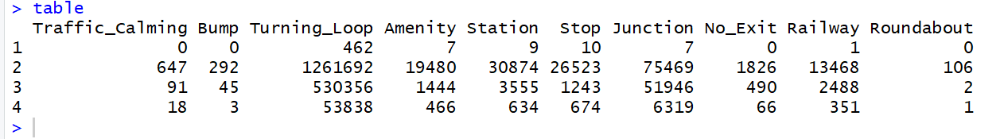 > table
Traffic_Calming Bump Turning_Loop Amenity Station Stop Junction No_Exit Railway Roundabout
1 0 0 462 7 9 10 7 0 1 0
2 647 292 1261692 19480 30874 26523 75469 1826 13468 106
3 91 45 530356 1444 3555 1243 51946 490 2488 2
4 18 3 53838 466 634 674 6319 66 351 1
>